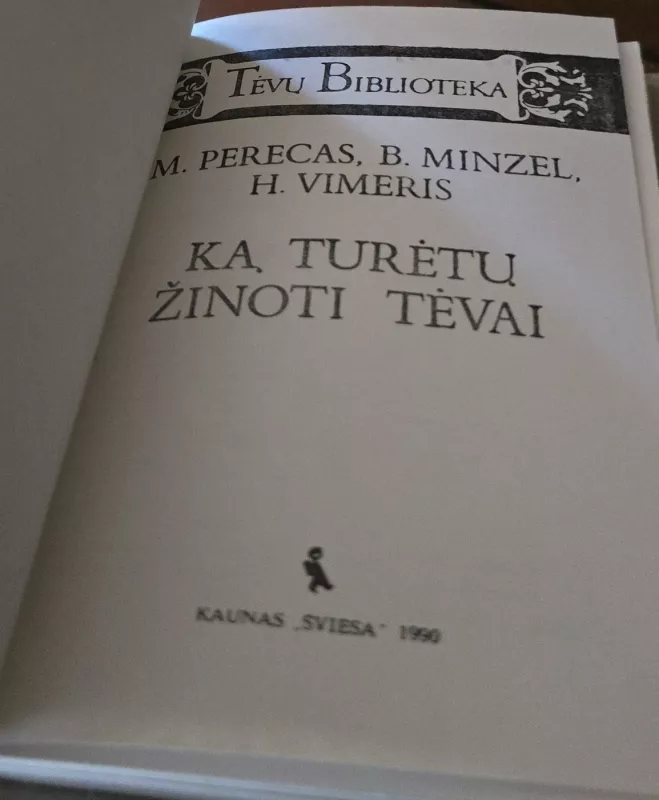 TĖVŲ BIBLIOTEKA
M. PERECAS, B. MINZEL,
H. VIMERIS
KĄ TURĖTŲ
ŽINOTI TĖVAI
KAUNAS „ŠVIESA“ 1990